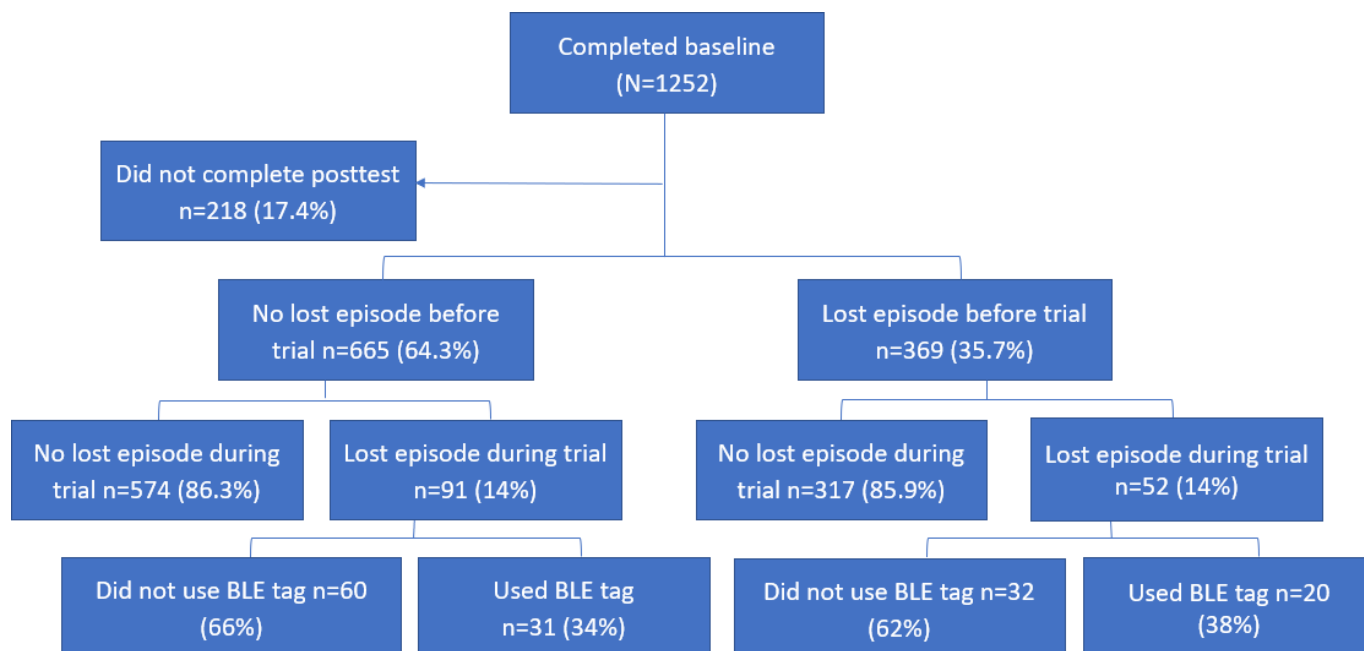 Completed baseline
(N=1252)
Did not complete posttest
n=218 (17.4%)
No lost episode before
trial n=665 (64.3%)
Lost episode before trial
n=369 (35.7%)
No lost episode during
trial n=574 (86.3%)
Lost episode during trial
n=91 (14%)
No lost episode during
trial n=317 (85.9%)
Lost episode during trial
n=52 (14%)
Did not use BLE tag n=60
(66%)
Used BLE tag
n=31 (34%)
Did not use BLE tag n=32
(62%)
Used BLE tag n=20
(38%)